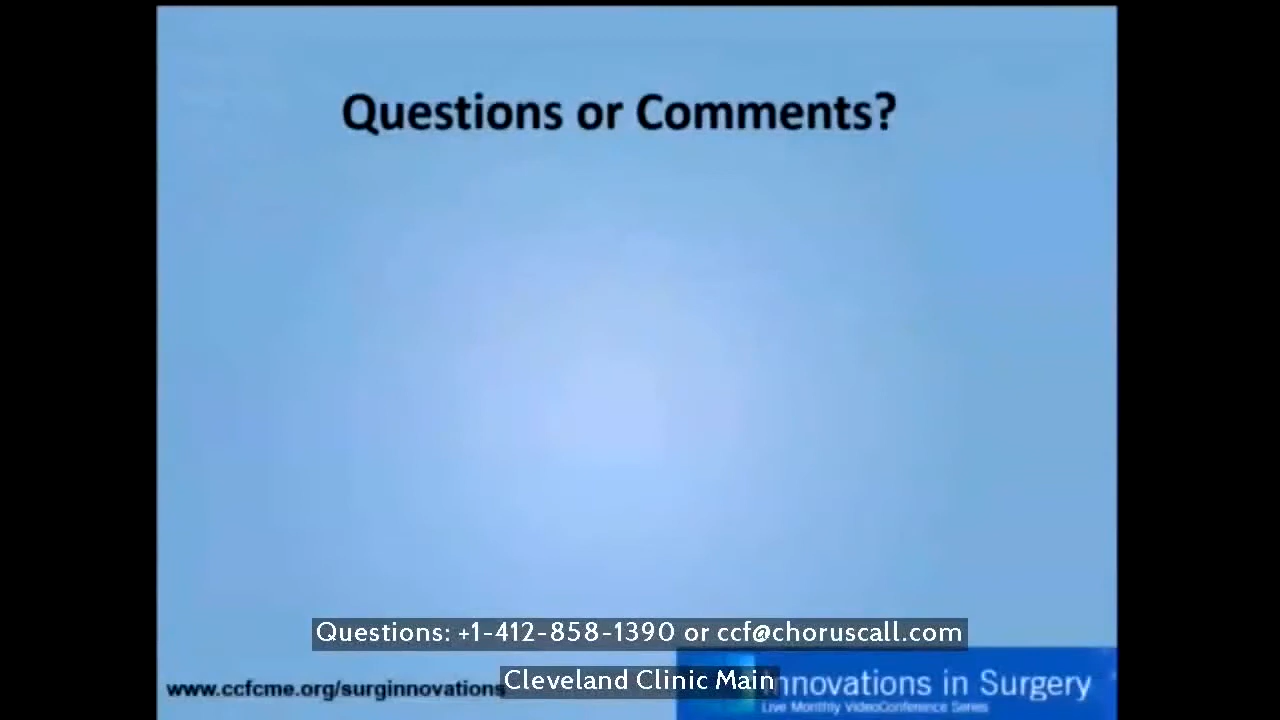 Questions or Comments?
Questions: +1-412-858-1390 or ccf@choruscall.com
www.ccfcme.org/surginnovations
Cleveland Clinic Main
Innovations in Surgery
Live Monthly VideoConference Series